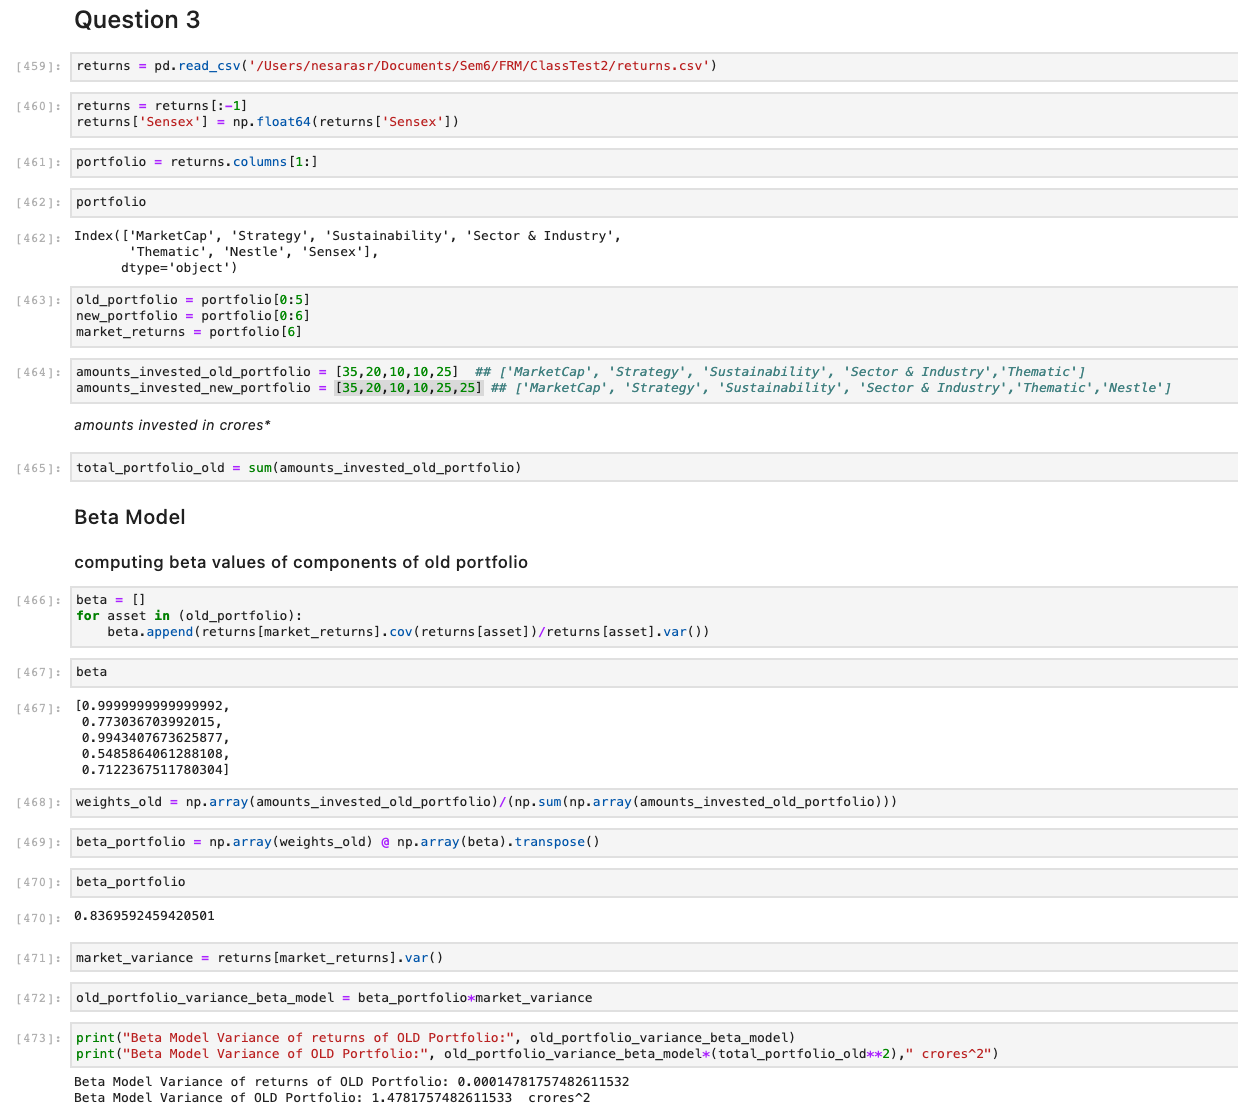 Question 3
[459]: returns = pd.read_csv('/Users/nesarasr/Documents/Sem6/FRM/ClassTest2/returns.csv')
[460]: returns = returns[:-1]
returns['Sensex'] = np.float64(returns['Sensex'])
[461]: portfolio = returns.columns[1:]
[462]: portfolio
[462]: Index(['MarketCap', 'Strategy', 'Sustainability', 'Sector & Industry',
'Thematic', 'Nestle', 'Sensex'],
dtype='object')
[463]: old_portfolio = portfolio[0:5]
new_portfolio = portfolio[0:6]
market_returns = portfolio[6]
[464]: amounts_invested_old_portfolio = [35,20,10,10,25]  ## ['MarketCap', 'Strategy', 'Sustainability', 'Sector & Industry','Thematic']
amounts_invested_new_portfolio = [35,20,10,10,25,25] ## ['MarketCap', 'Strategy', 'Sustainability', 'Sector & Industry','Thematic','Nestle']
amounts invested in crores*
[465]: total_portfolio_old = sum(amounts_invested_old_portfolio)
Beta Model
computing beta values of components of old portfolio
[466]: beta = []
for asset in (old_portfolio):
beta.append(returns[market_returns].cov(returns[asset])/returns[asset].var())
[467]: beta
[467]: [0.9999999999999992,
0.773036703992015,
0.9943407673625877,
0.5485864061288108,
0.7122367511780304]
[468]: weights_old = np.array(amounts_invested_old_portfolio)/(np.sum(np.array(amounts_invested_old_portfolio)))
[469]: beta_portfolio = np.array(weights_old) @ np.array(beta).transpose()
[470]: beta_portfolio
[470]: 0.8369592459420501
[471]: market_variance = returns[market_returns].var()
[472]: old_portfolio_variance_beta_model = beta_portfolio*market_variance
[473]: print("Beta Model Variance of returns of OLD Portfolio:", old_portfolio_variance_beta_model)
print("Beta Model Variance of OLD Portfolio:", old_portfolio_variance_beta_model*(total_portfolio_old**2)," crores^2")
Beta Model Variance of returns of OLD Portfolio: 0.00014781757482611532
Beta Model Variance of OLD Portfolio: 1.4781757482611533  crores^2